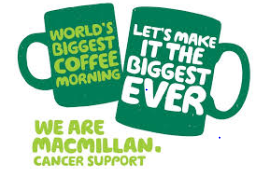 WORLD'S
BIGGEST
COFFEE
MORNING
LET'S MAKE
IT THE
BIGGEST
EVER
WE ARE
MACMILLAN.
CANCER SUPPORT